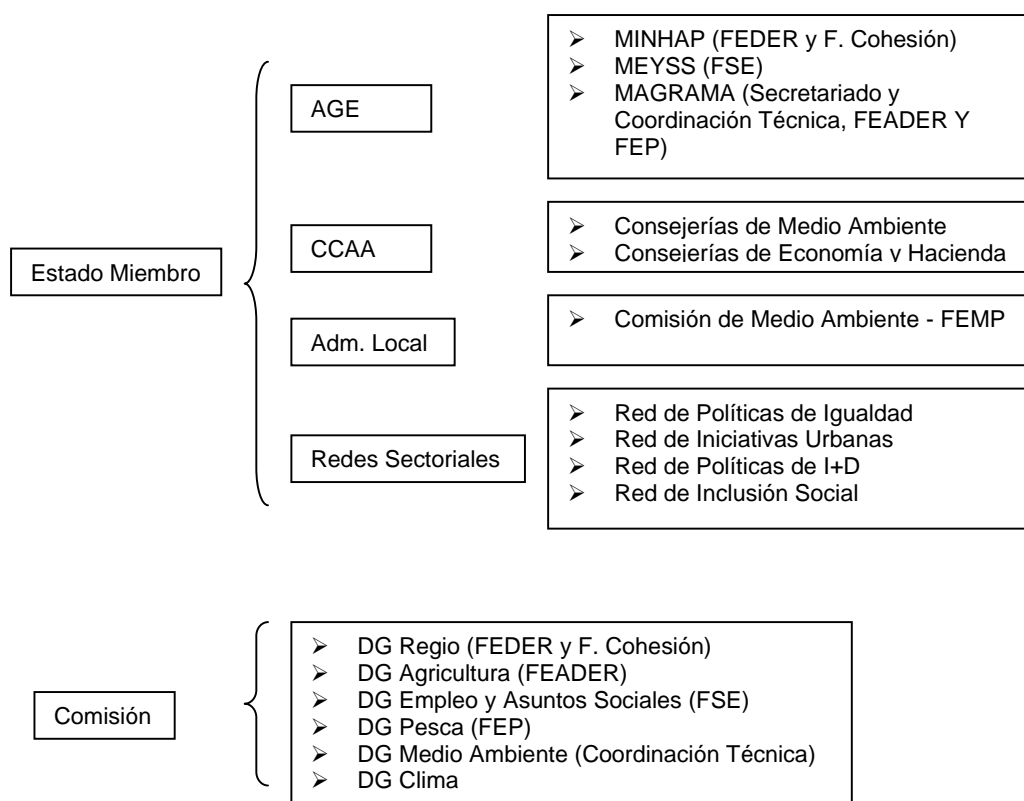 Estado Miembro
AGE
➢ MINHAP (FEDER y F. Cohesión)
➢ MEYSS (FSE)
➢ MAGRAMA (Secretariado y
Coordinación Técnica, FEADER Y
FEP)
CCAA
➢ Consejerías de Medio Ambiente
➢ Consejerías de Economía y Hacienda
Adm. Local
➢ Comisión de Medio Ambiente - FEMP
Redes Sectoriales
➢ Red de Políticas de Igualdad
➢ Red de Iniciativas Urbanas
➢ Red de Políticas de I+D
➢ Red de Inclusión Social
Comisión
➢ DG Regio (FEDER y F. Cohesión)
➢ DG Agricultura (FEADER)
➢ DG Empleo y Asuntos Sociales (FSE)
➢ DG Pesca (FEP)
➢ DG Medio Ambiente (Coordinación Técnica)
➢ DG Clima